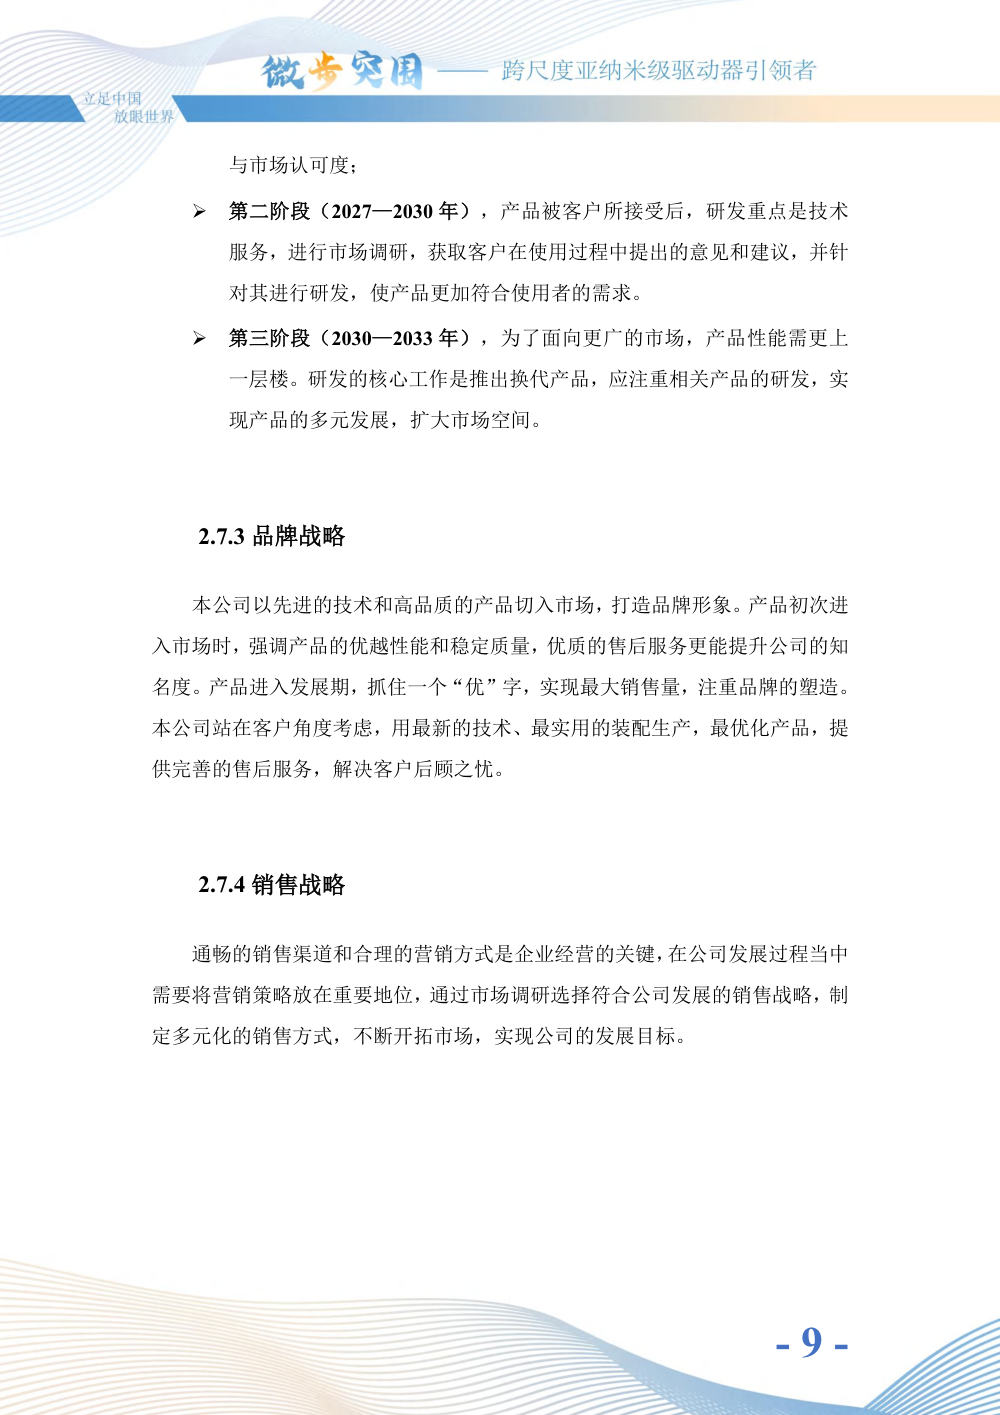 微步突围 —— 跨尺度亚纳米级驱动器引领者
立足中国
放眼世界
与市场认可度；
➢ 第二阶段（2027—2030 年），产品被客户所接受后，研发重点是技术
服务，进行市场调研，获取客户在使用过程中提出的意见和建议，并针
对其进行研发，使产品更加符合使用者的需求。
➢ 第三阶段（2030—2033 年），为了面向更广的市场，产品性能需更上
一层楼。研发的核心工作是推出换代产品，应注重相关产品的研发，实
现产品的多元发展，扩大市场空间。
2.7.3 品牌战略
本公司以先进的技术和高品质的产品切入市场，打造品牌形象。产品初次进
入市场时，强调产品的优越性能和稳定质量，优质的售后服务更能提升公司的知
名度。产品进入发展期，抓住一个“优”字，实现最大销售量，注重品牌的塑造。
本公司站在客户角度考虑，用最新的技术、最实用的装配生产，最优化产品，提
供完善的售后服务，解决客户后顾之忧。
2.7.4 销售战略
通畅的销售渠道和合理的营销方式是企业经营的关键，在公司发展过程当中
需要将营销策略放在重要地位，通过市场调研选择符合公司发展的销售战略，制
定多元化的销售方式，不断开拓市场，实现公司的发展目标。
- 9 -